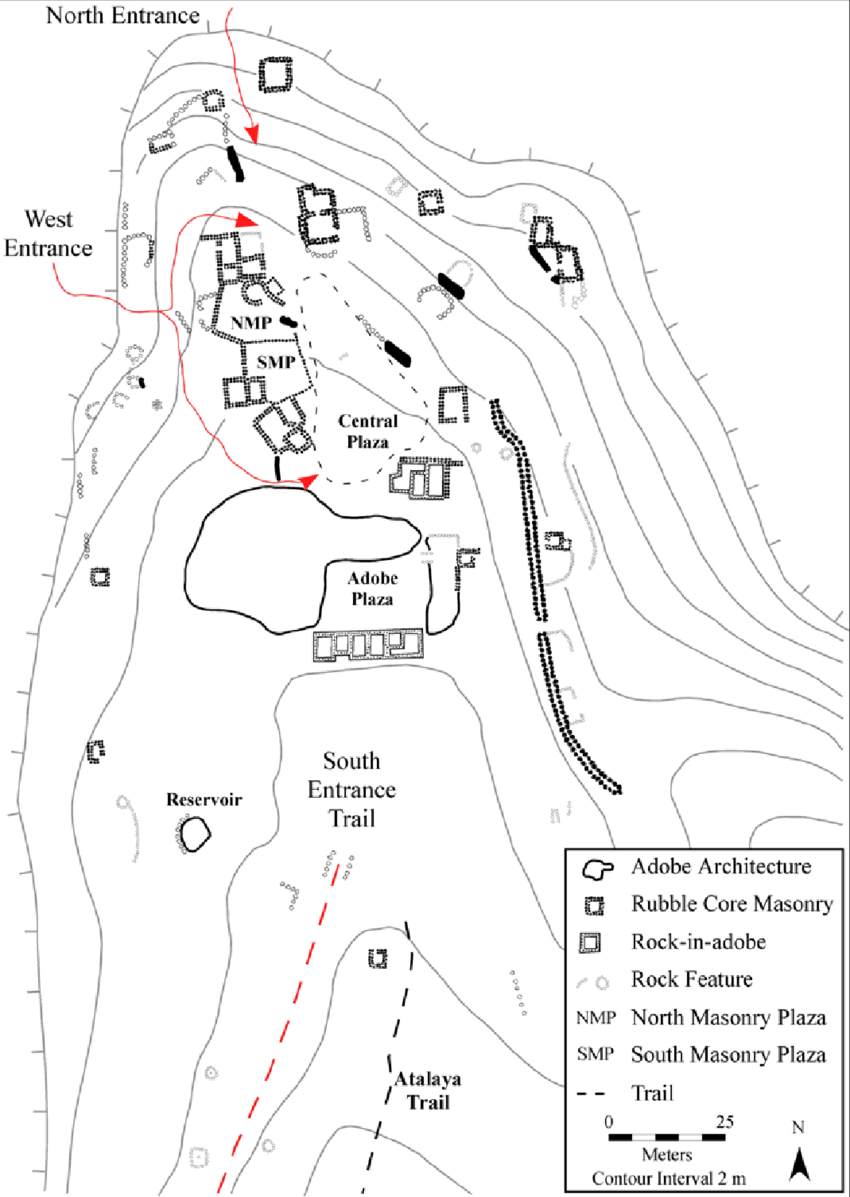 North Entrance
West
Entrance
NMP
SMP
Central
Plaza
Adobe
Plaza
South
Entrance
Trail
Reservoir
Atalaya
Trail
Adobe Architecture
Rubble Core Masonry
Rock-in-adobe
Rock Feature
NMP North Masonry Plaza
SMP South Masonry Plaza
Trail
0 25
N
Meters
Contour Interval 2 m